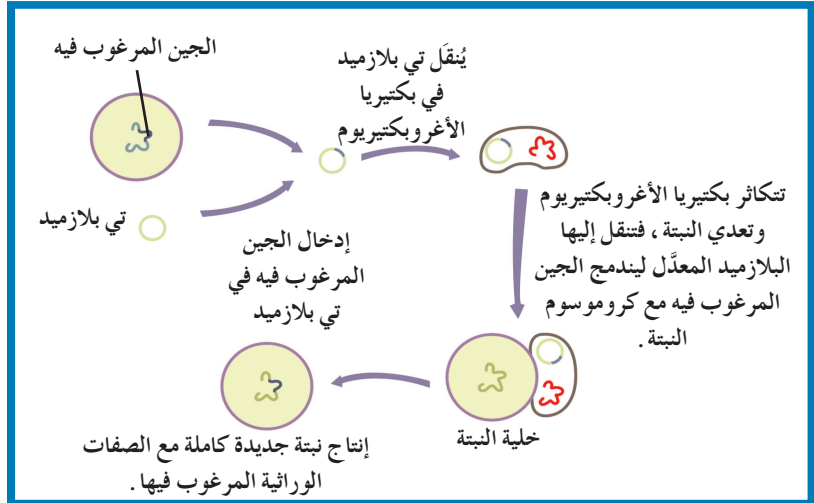 الجين المرغوب فيه
يُنقَل تي بلازميد
في بكتيريا
الأغروبكتيريوم
تي بلازميد
إدخال الجين
المرغوب فيه في
تي بلازميد
تتكاثر بكتيريا الأغروبكتيريوم
وتعدي النبتة ، فتنقل إليها
البلازميد المعدَّل ليندمج الجين
المرغوب فيه مع كروموسوم
النبتة .
خلية النبتة
إنتاج نبتة جديدة كاملة مع الصفات
الوراثية المرغوب فيها .